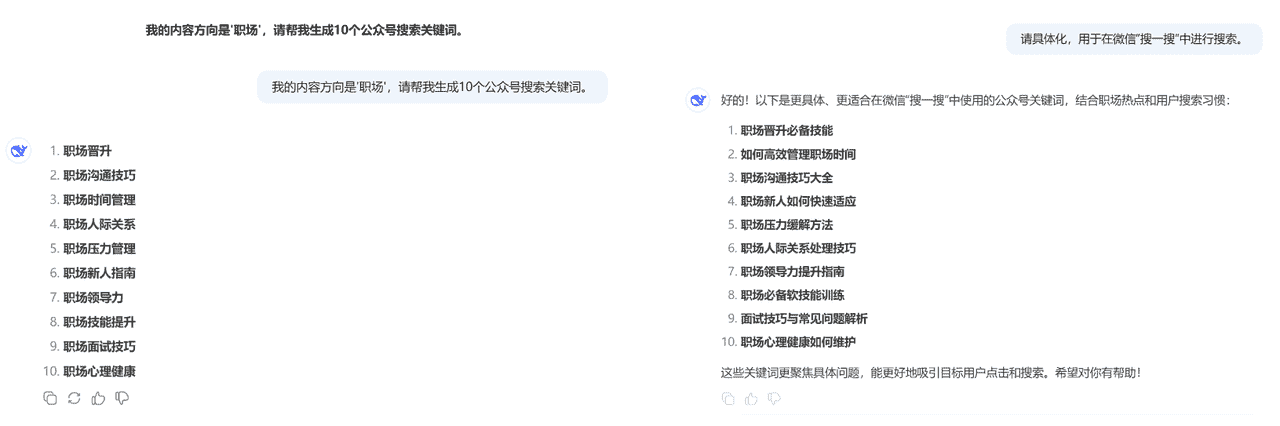 我的内容方向是'职场'，请帮我生成10个公众号搜索关键词。
我的内容方向是'职场'，请帮我生成10个公众号搜索关键词。
1. 职场晋升
2. 职场沟通技巧
3. 职场时间管理
4. 职场人际关系
5. 职场压力管理
6. 职场新人指南
7. 职场领导力
8. 职场技能提升
9. 职场面试技巧
10. 职场心理健康
请具体化，用于在微信"搜一搜"中进行搜索。
好的！以下是更具体、更适合在微信"搜一搜"中使用的公众号关键词，结合职场热点和用户搜索习惯：
1. 职场晋升必备技能
2. 如何高效管理职场时间
3. 职场沟通技巧大全
4. 职场新人如何快速适应
5. 职场压力缓解方法
6. 职场人际关系处理技巧
7. 职场领导力提升指南
8. 职场必备软技能训练
9. 面试技巧与常见问题解析
10. 职场心理健康如何维护
这些关键词更聚焦具体问题，能更好地吸引目标用户点击和搜索。希望对你有帮助！